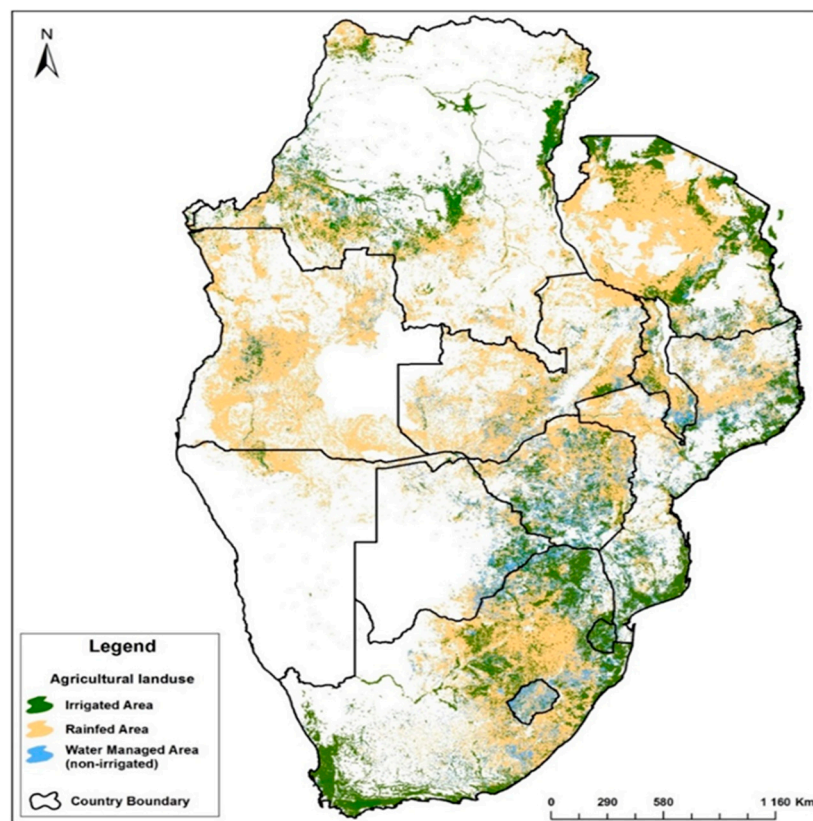 N
Legend
Agricultural landuse
Irrigated Area
Rainfed Area
Water Managed Area
(non-irrigated)
Country Boundary
0 290 580 1 160 Km